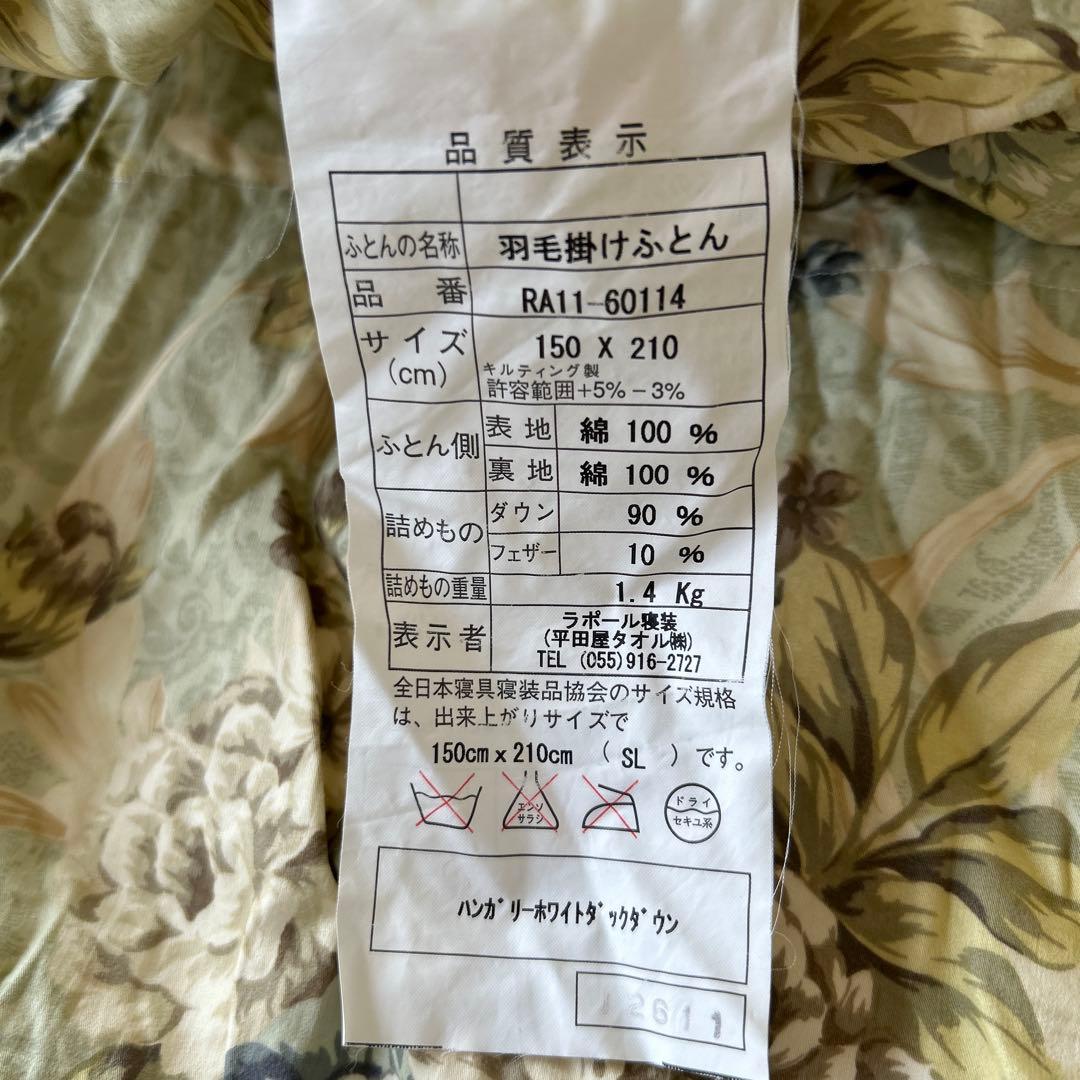 品質表示
ふとんの名称 羽毛掛けふとん
品番 RA11-60114
サイズ(cm) 150 X 210
キルティング製
許容範囲+5%-3%
ふとん側 表地 綿 100 %
裏地 綿 100 %
詰めもの ダウン 90 %
フェザー 10 %
詰めもの重量 1.4 Kg
表示者 ラポール寝装
(平田屋タオル㈱)
TEL (055)916-2727
全日本寝具寝装品協会のサイズ規格
は、出来上がりサイズで
150cm x 210cm ( SL ) です。
エンソ
サラシ
ドライ
セキユ系
ハンガリーホワイトダックダウン
2611